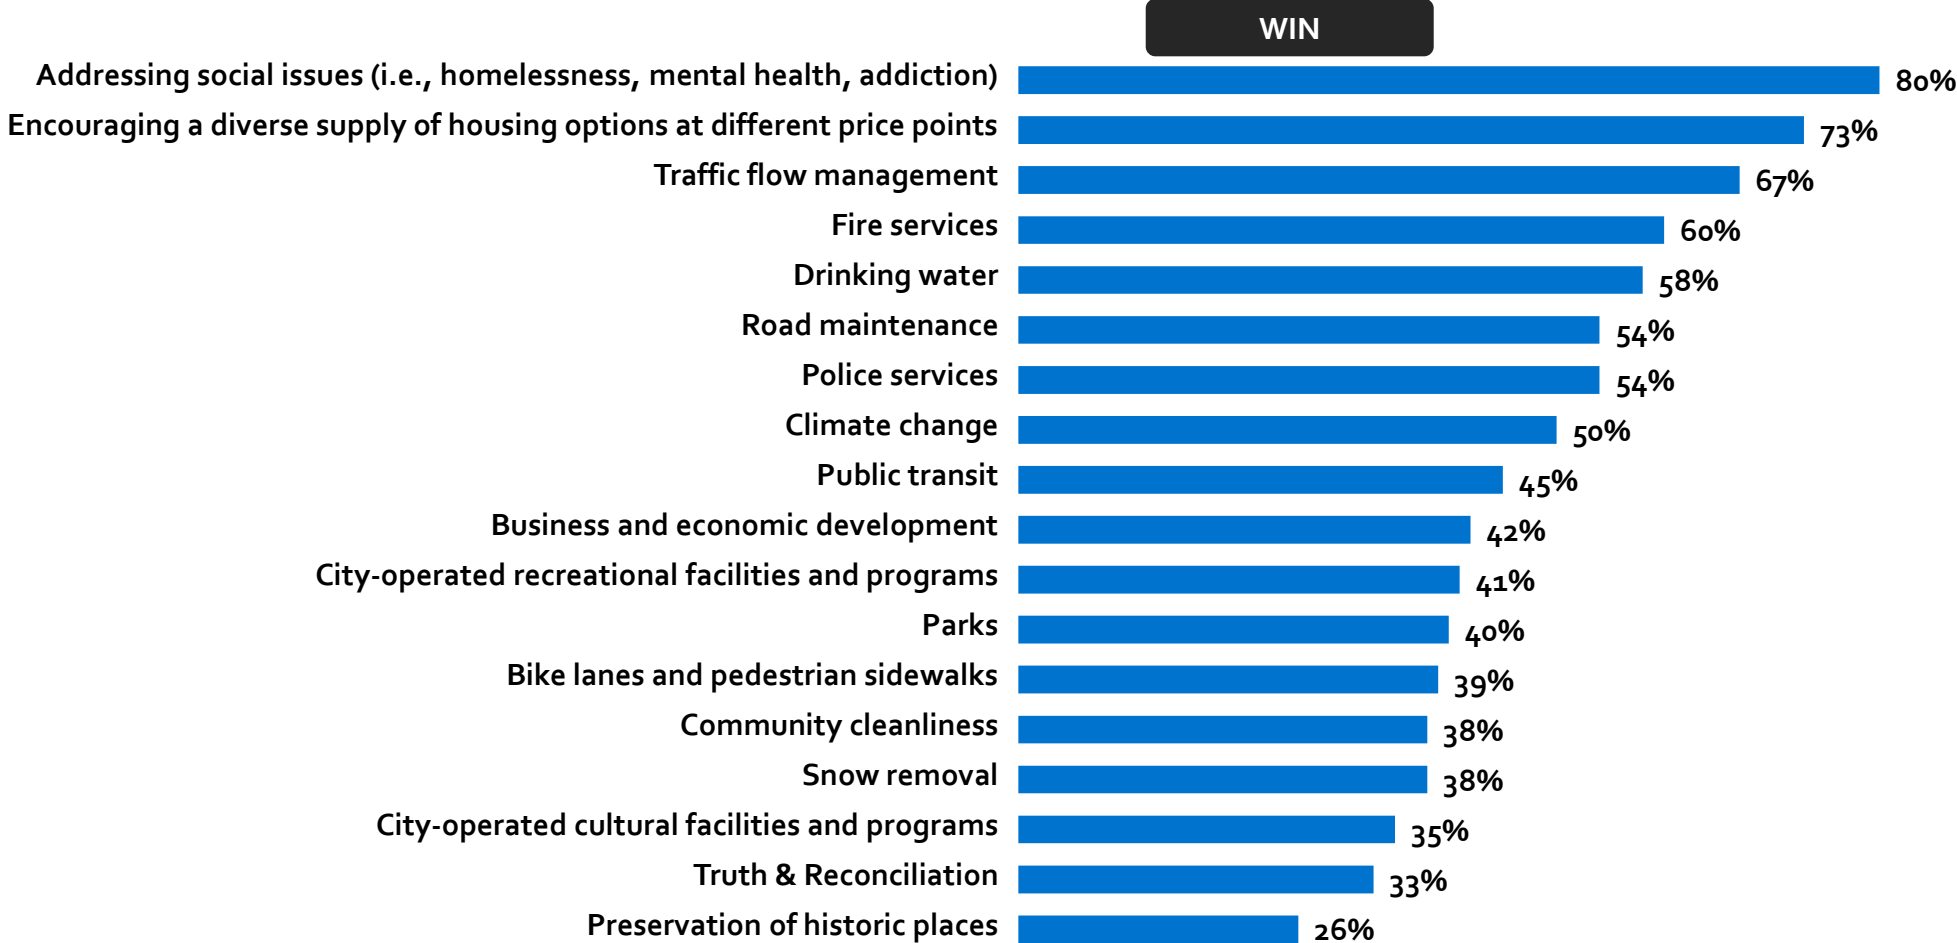 WIN
Addressing social issues (i.e., homelessness, mental health, addiction) 80%
Encouraging a diverse supply of housing options at different price points 73%
Traffic flow management 67%
Fire services 60%
Drinking water 58%
Road maintenance 54%
Police services 54%
Climate change 50%
Public transit 45%
Business and economic development 42%
City-operated recreational facilities and programs 41%
Parks 40%
Bike lanes and pedestrian sidewalks 39%
Community cleanliness 38%
Snow removal 38%
City-operated cultural facilities and programs 35%
Truth & Reconciliation 33%
Preservation of historic places 26%